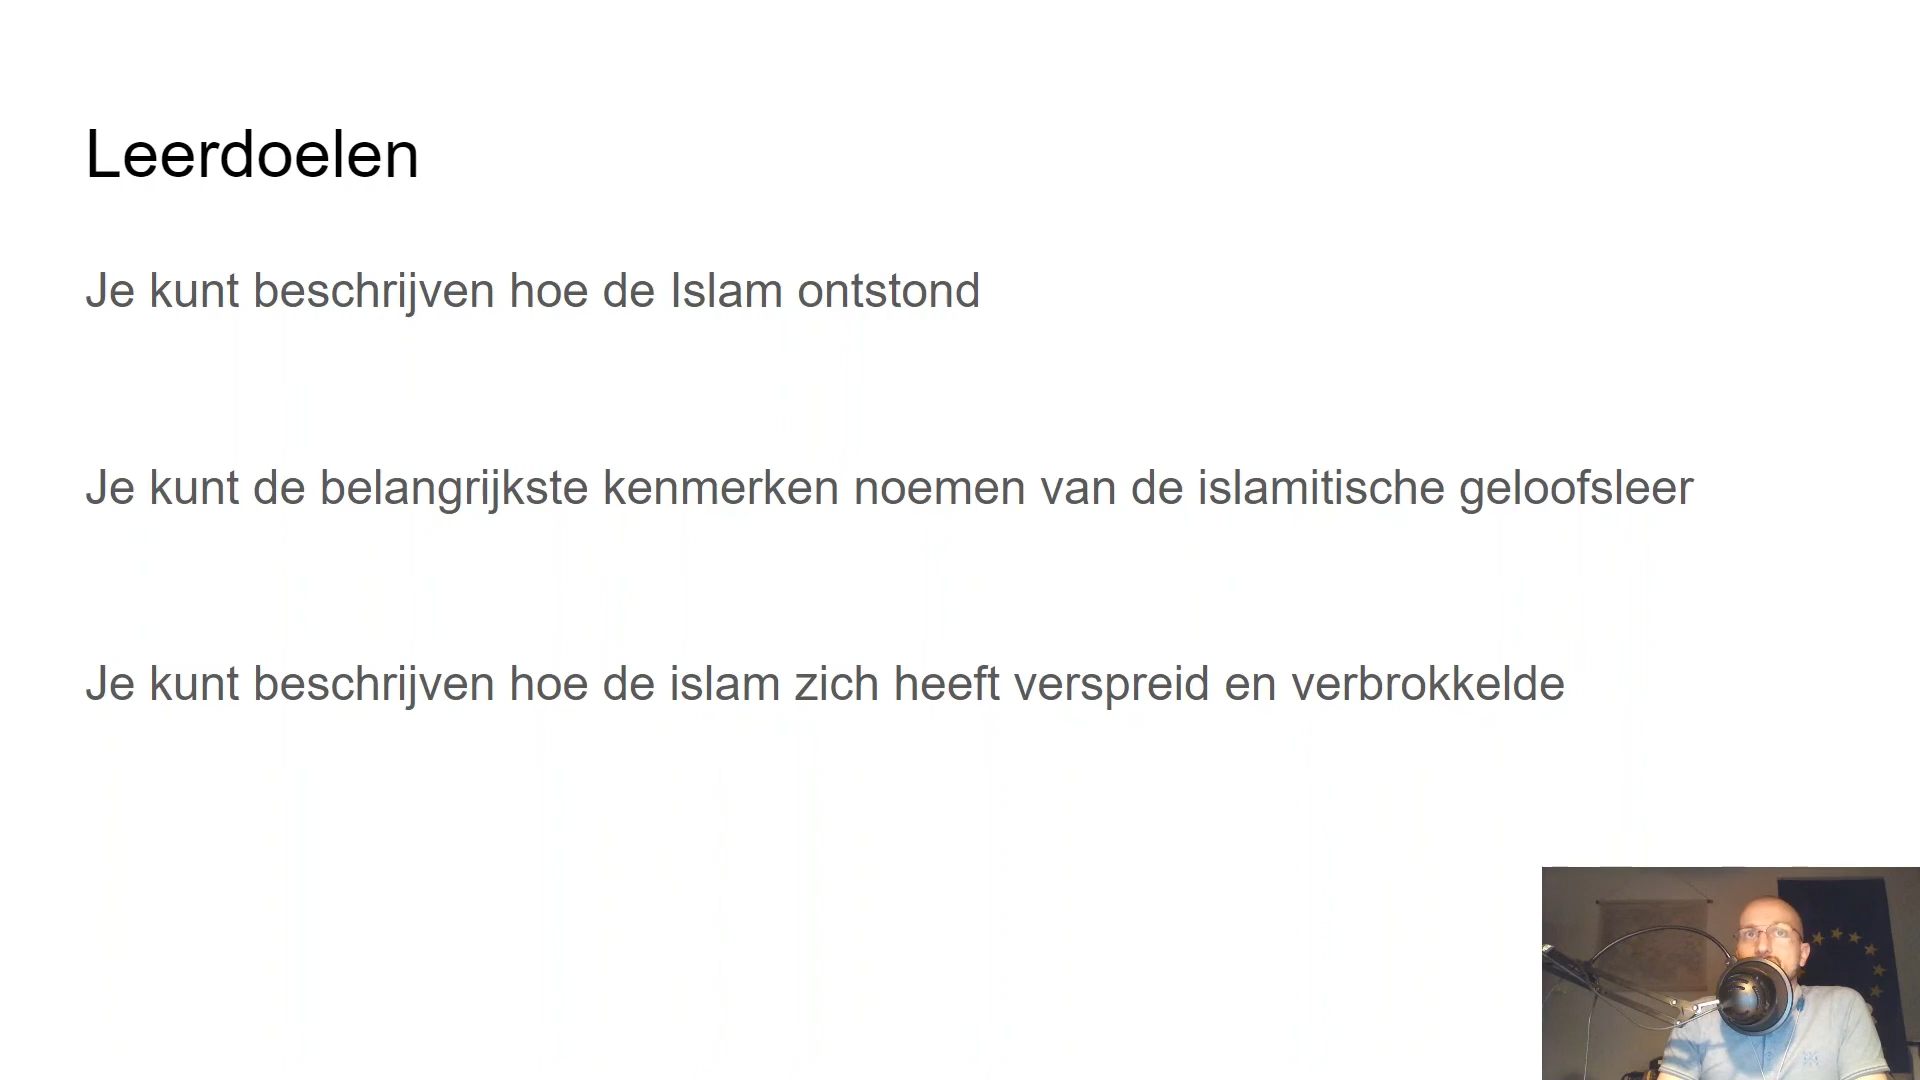 Leerdoelen
Je kunt beschrijven hoe de Islam ontstond
Je kunt de belangrijkste kenmerken noemen van de islamitische geloofsleer
Je kunt beschrijven hoe de islam zich heeft verspreid en verbrokkelde